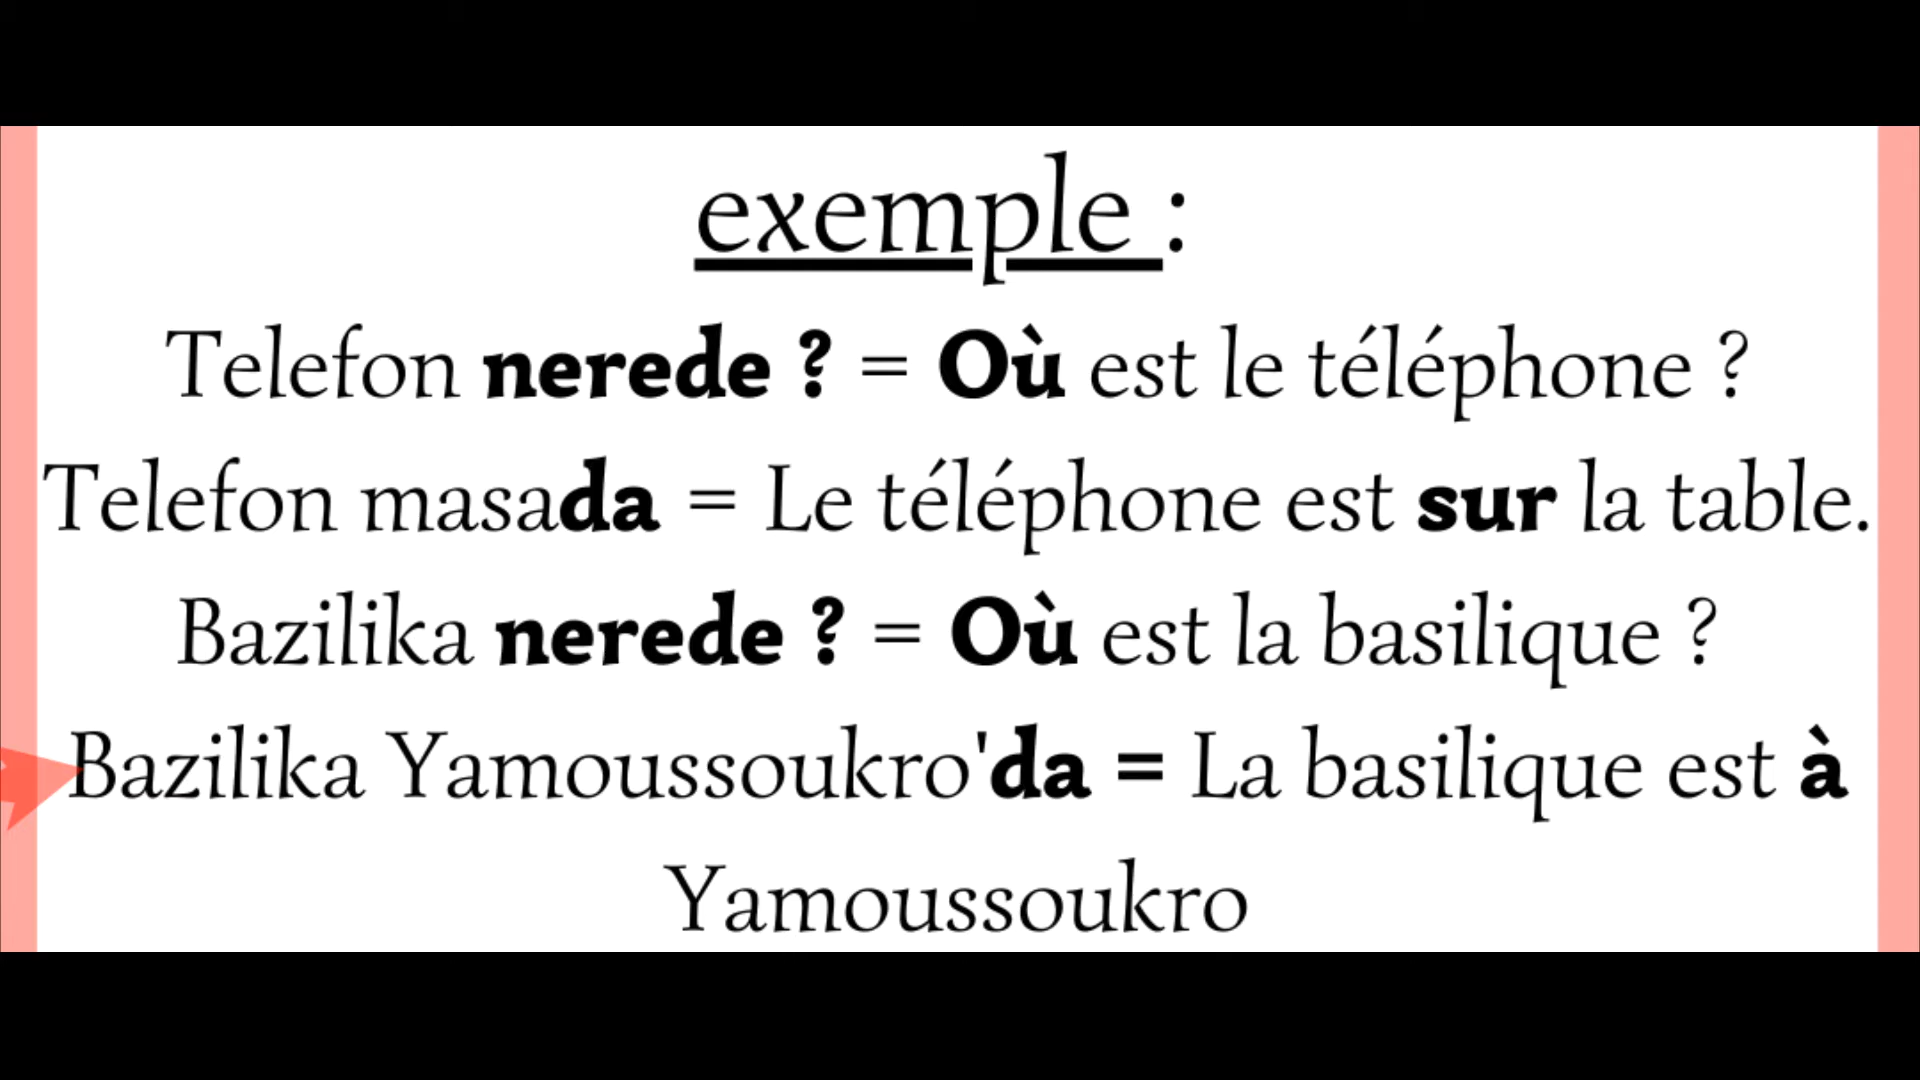 exemple :
Telefon nerede ? = Où est le téléphone ?
Telefon masada = Le téléphone est sur la table.
Bazilika nerede ? = Où est la basilique ?
Bazilika Yamoussoukro'da = La basilique est à
Yamoussoukro